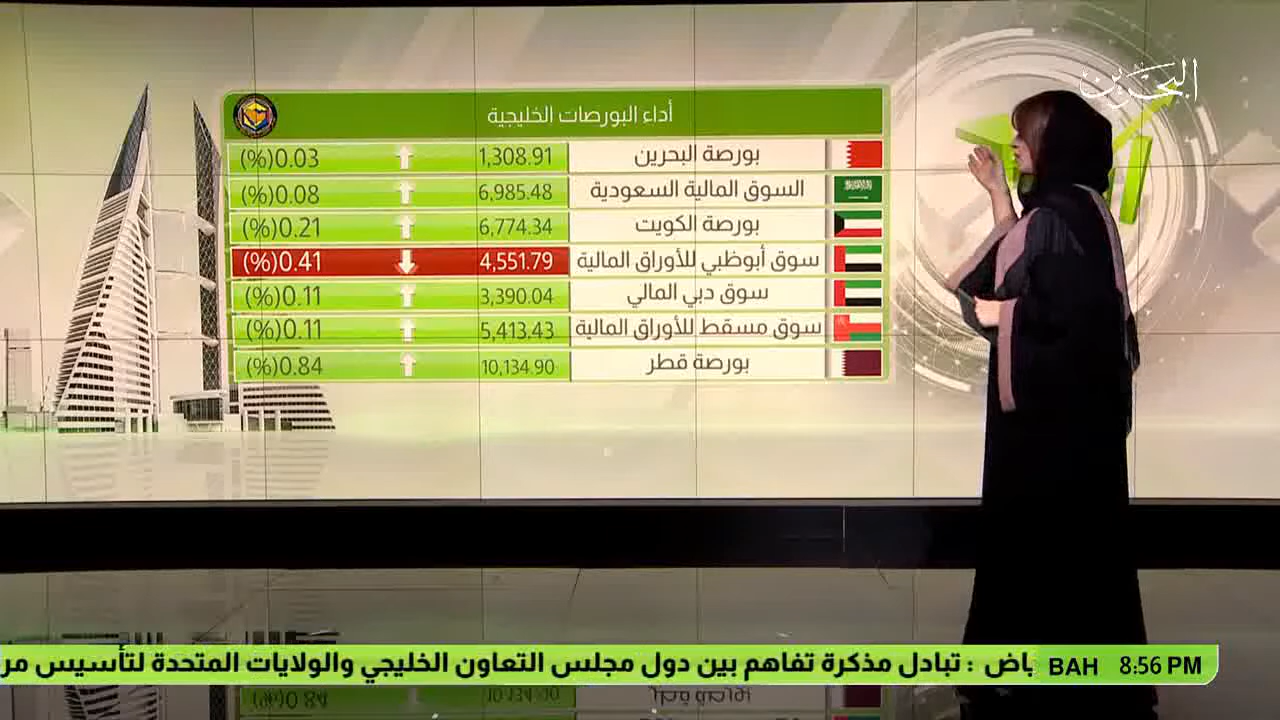 البحرين
أداء البورصات الخليجية
بورصة البحرين 1,308.91 (%)0.03
السوق المالية السعودية 6,985.48 (%)0.08
بورصة الكويت 6,774.34 (%)0.21
سوق أبوظبي للأوراق المالية 4,551.79 (%)0.41
سوق دبي المالي 3,390.04 (%)0.11
سوق مسقط للأوراق المالية 5,413.43 (%)0.11
بورصة قطر 10,134.90 (%)0.84
BAH 8:56 PM
ياض : تبادل مذكرة تفاهم بين دول مجلس التعاون الخليجي والولايات المتحدة لتأسيس مر